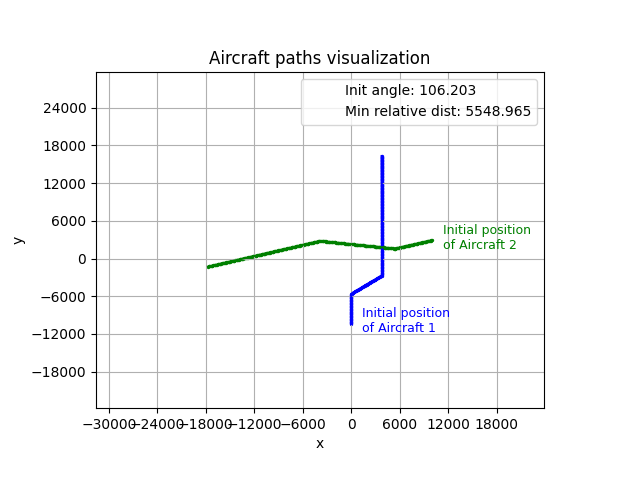 Aircraft paths visualization
Init angle: 106.203
Min relative dist: 5548.965
24000
18000
12000
6000
0
−6000
−12000
−18000
y
Initial position
of Aircraft 2
Initial position
of Aircraft 1
−30000 −24000 −18000 −12000 −6000 0 6000 12000 18000
x